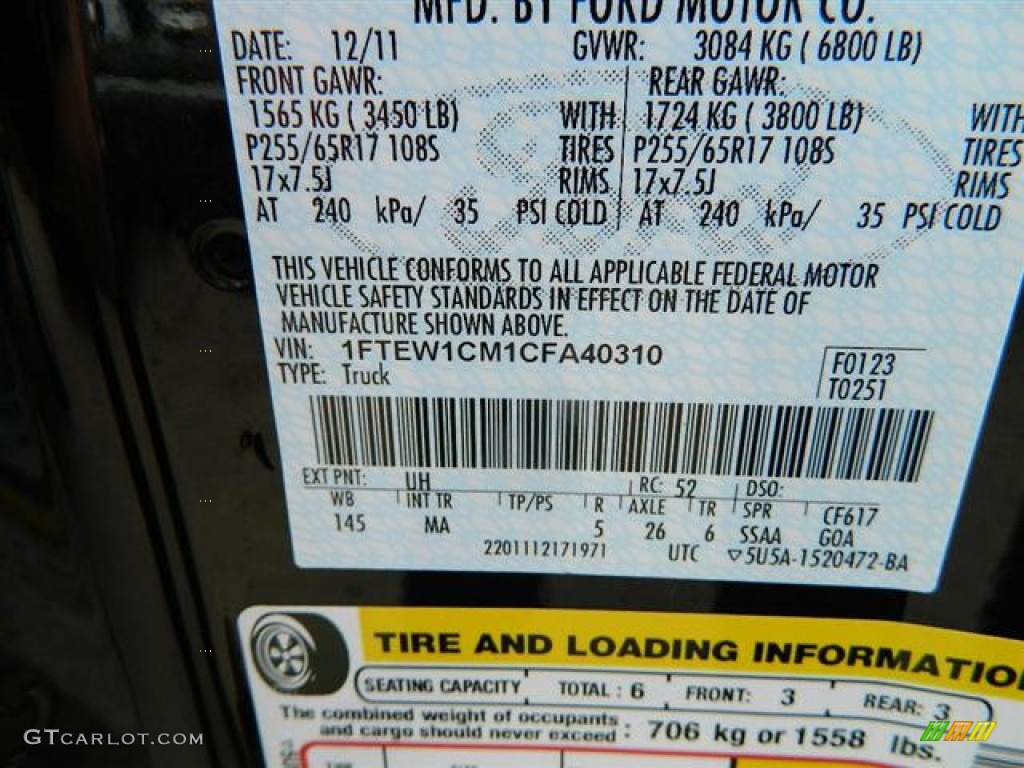 MFD. BY FORD MOTOR CO.
DATE: 12/11 GVWR: 3084 KG ( 6800 LB)
FRONT GAWR: REAR GAWR:
1565 KG ( 3450 LB) WITH 1724 KG ( 3800 LB) WITH
P255/65R17 108S TIRES P255/65R17 108S TIRES
17x7.5J RIMS 17x7.5J RIMS
AT 240 kPa/ 35 PSI COLD AT 240 kPa/ 35 PSI COLD
THIS VEHICLE CONFORMS TO ALL APPLICABLE FEDERAL MOTOR
VEHICLE SAFETY STANDARDS IN EFFECT ON THE DATE OF
MANUFACTURE SHOWN ABOVE.
VIN: 1FTEW1CM1CFA40310
TYPE: Truck
F0123
T0251
EXT PNT: UH RC: 52 DSO:
WB INT TR TP/PS R AXLE TR SPR CF617
145 MA 5 26 6 SSAA GOA
2201112171971 UTC ▽5U5A-1520472-BA
TIRE AND LOADING INFORMATIO
SEATING CAPACITY TOTAL : 6 FRONT: 3 REAR: 3
The combined weight of occupants
and cargo should never exceed : 706 kg or 1558 lbs.
GTCARLOT.COM